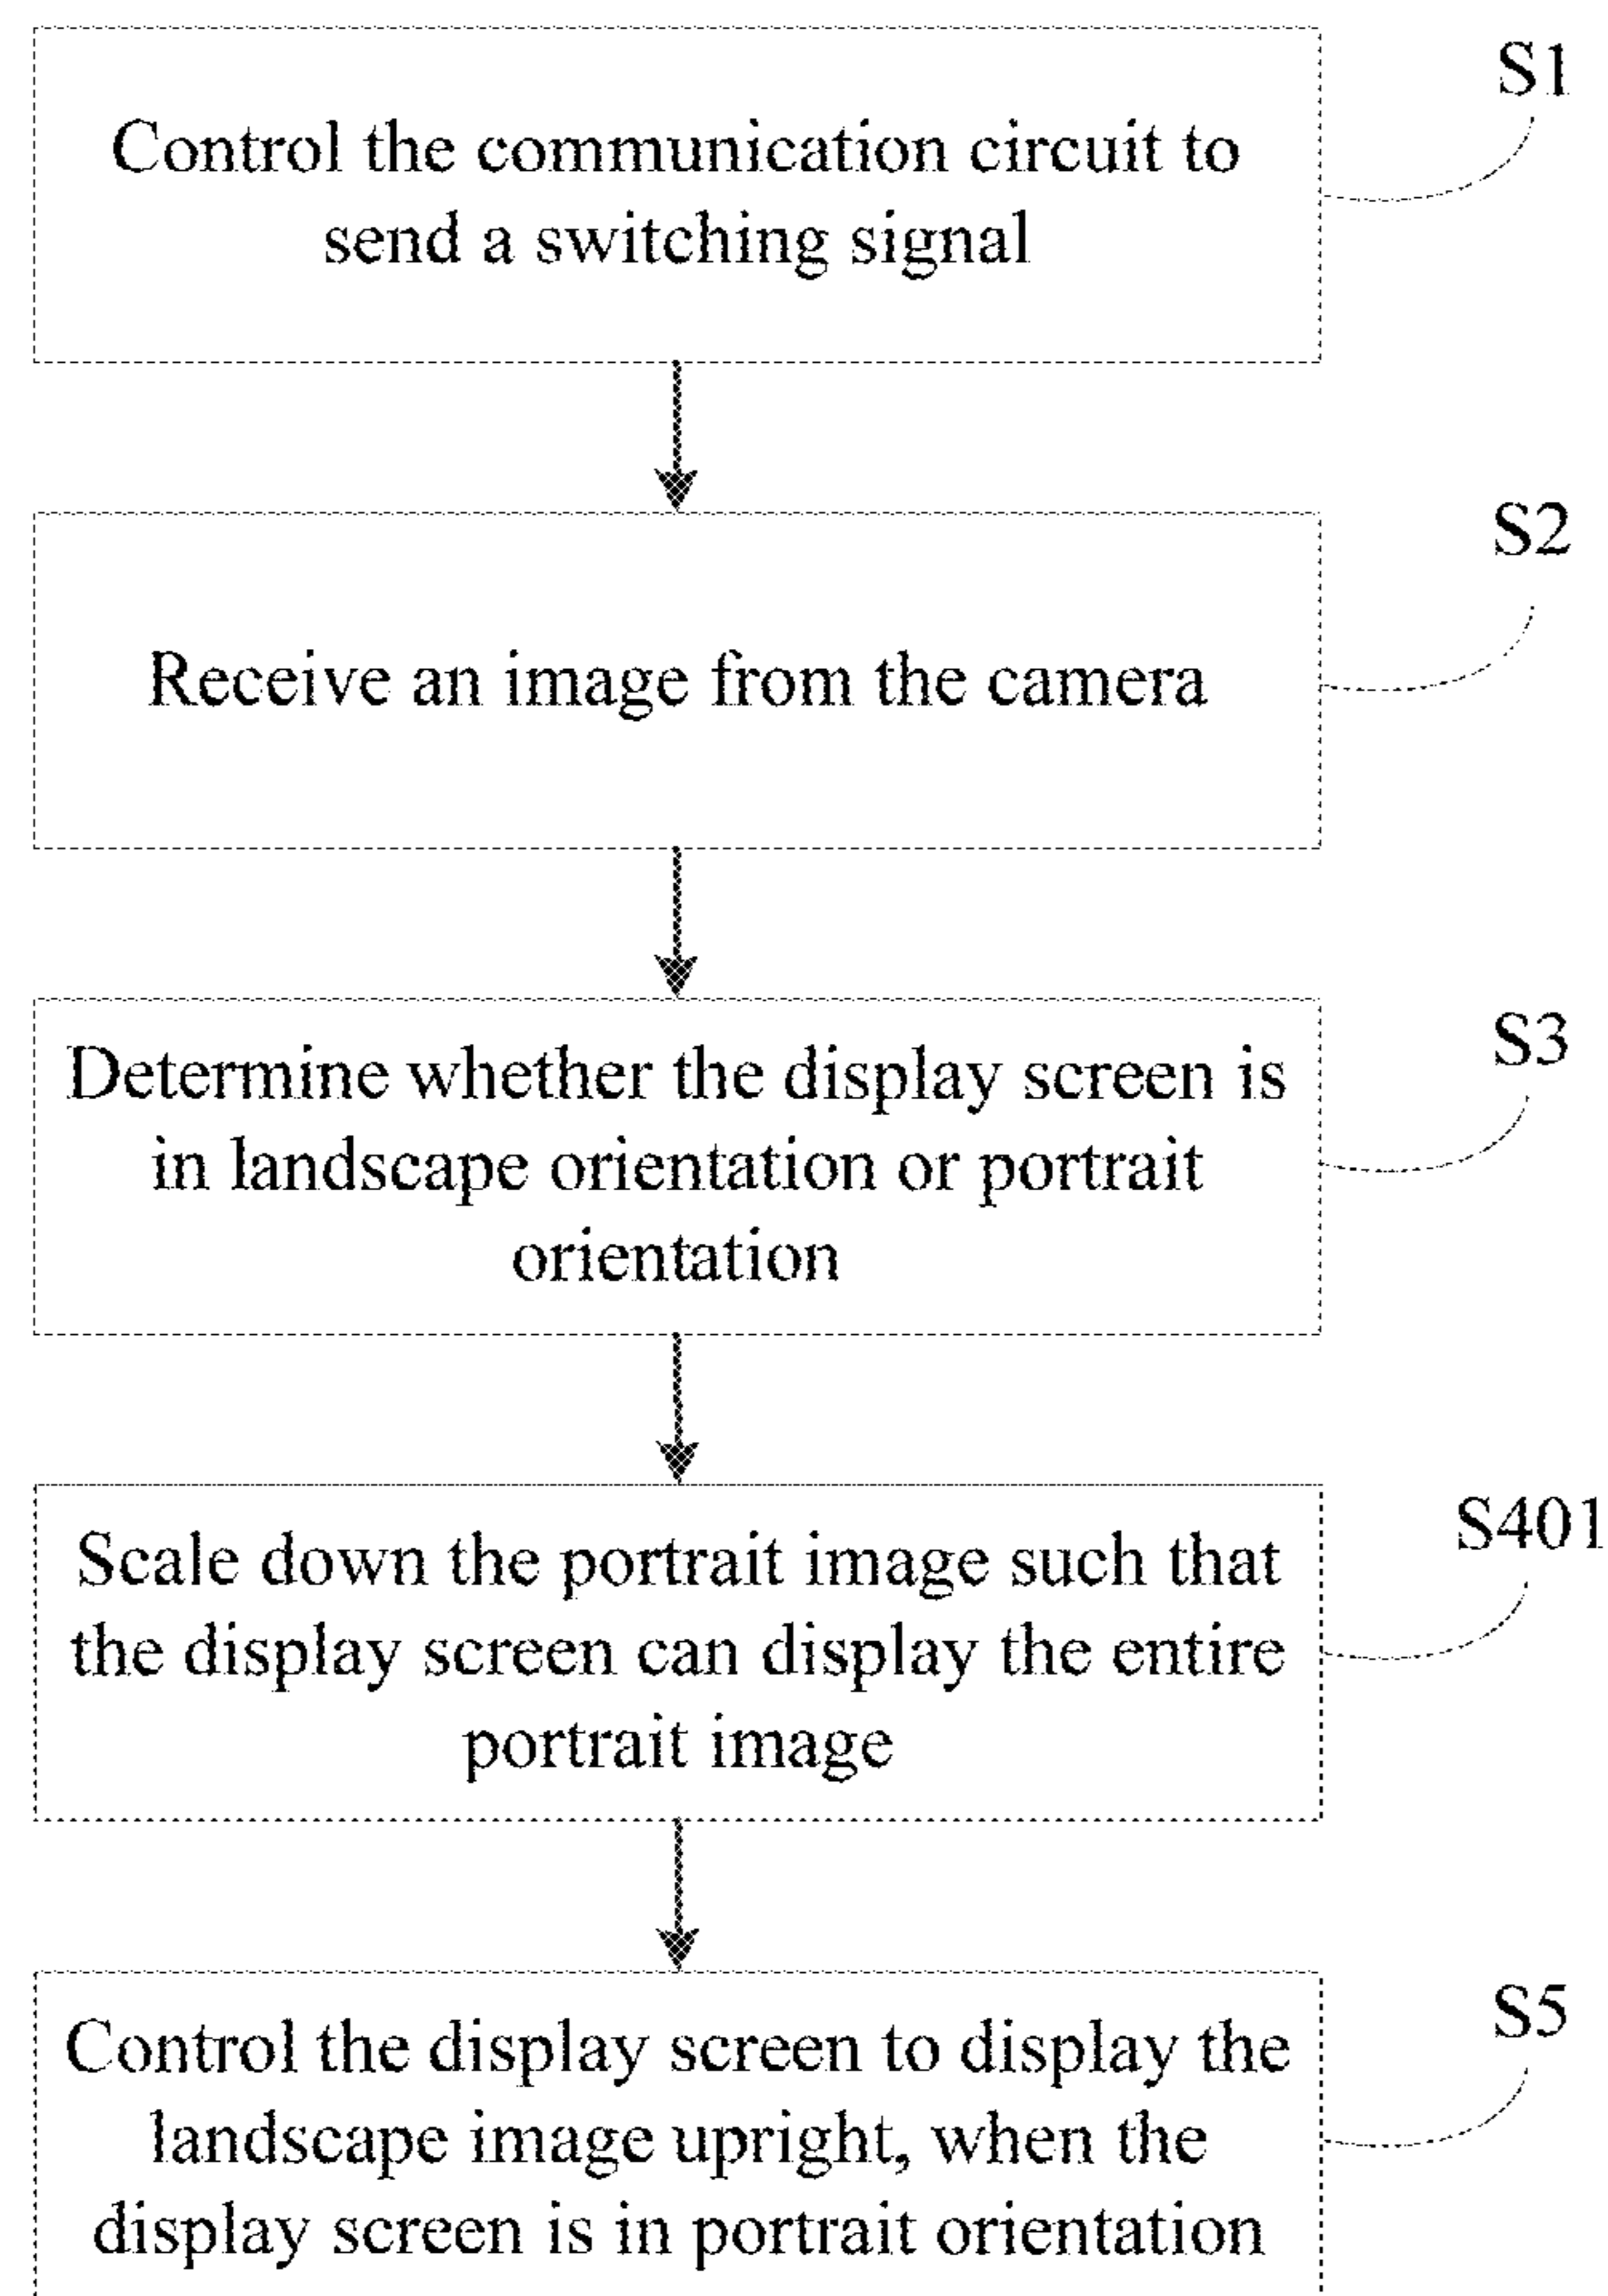 S1
Control the communication circuit to
send a switching signal
S2
Receive an image from the camera
S3
Determine whether the display screen is
in landscape orientation or portrait
orientation
S401
Scale down the portrait image such that
the display screen can display the entire
portrait image
S5
Control the display screen to display the
landscape image upright, when the
display screen is in portrait orientation